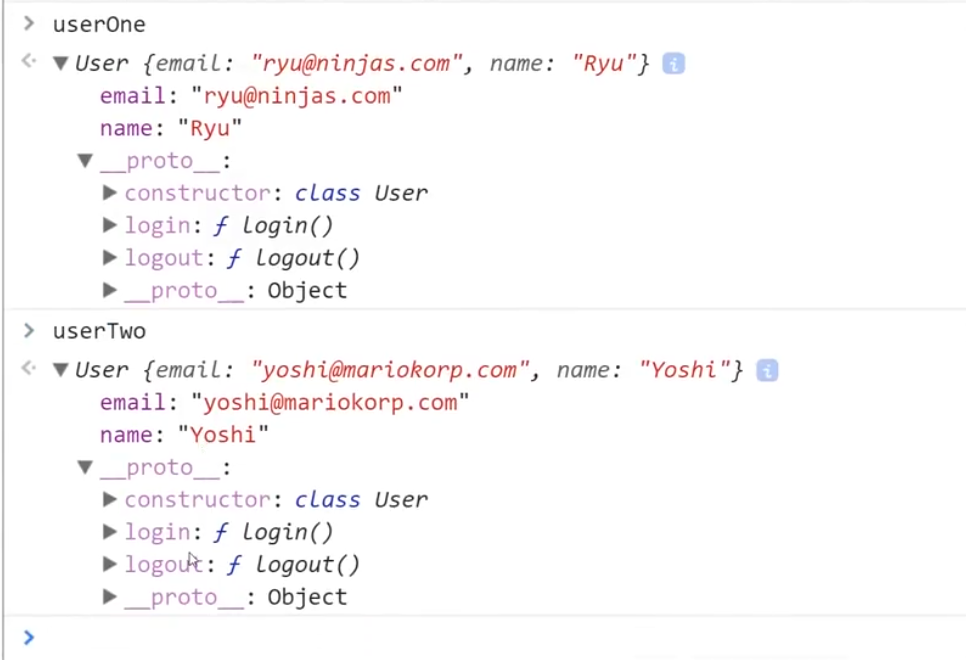 > userOne
<· ▼ User {email: "ryu@ninjas.com", name: "Ryu"} i
email: "ryu@ninjas.com"
name: "Ryu"
▼ __proto__:
▶ constructor: class User
▶ login: ƒ login()
▶ logout: ƒ logout()
▶ __proto__: Object
> userTwo
<· ▼ User {email: "yoshi@mariokorp.com", name: "Yoshi"} i
email: "yoshi@mariokorp.com"
name: "Yoshi"
▼ __proto__:
▶ constructor: class User
▶ login: ƒ login()
▶ logout: ƒ logout()
▶ __proto__: Object
>